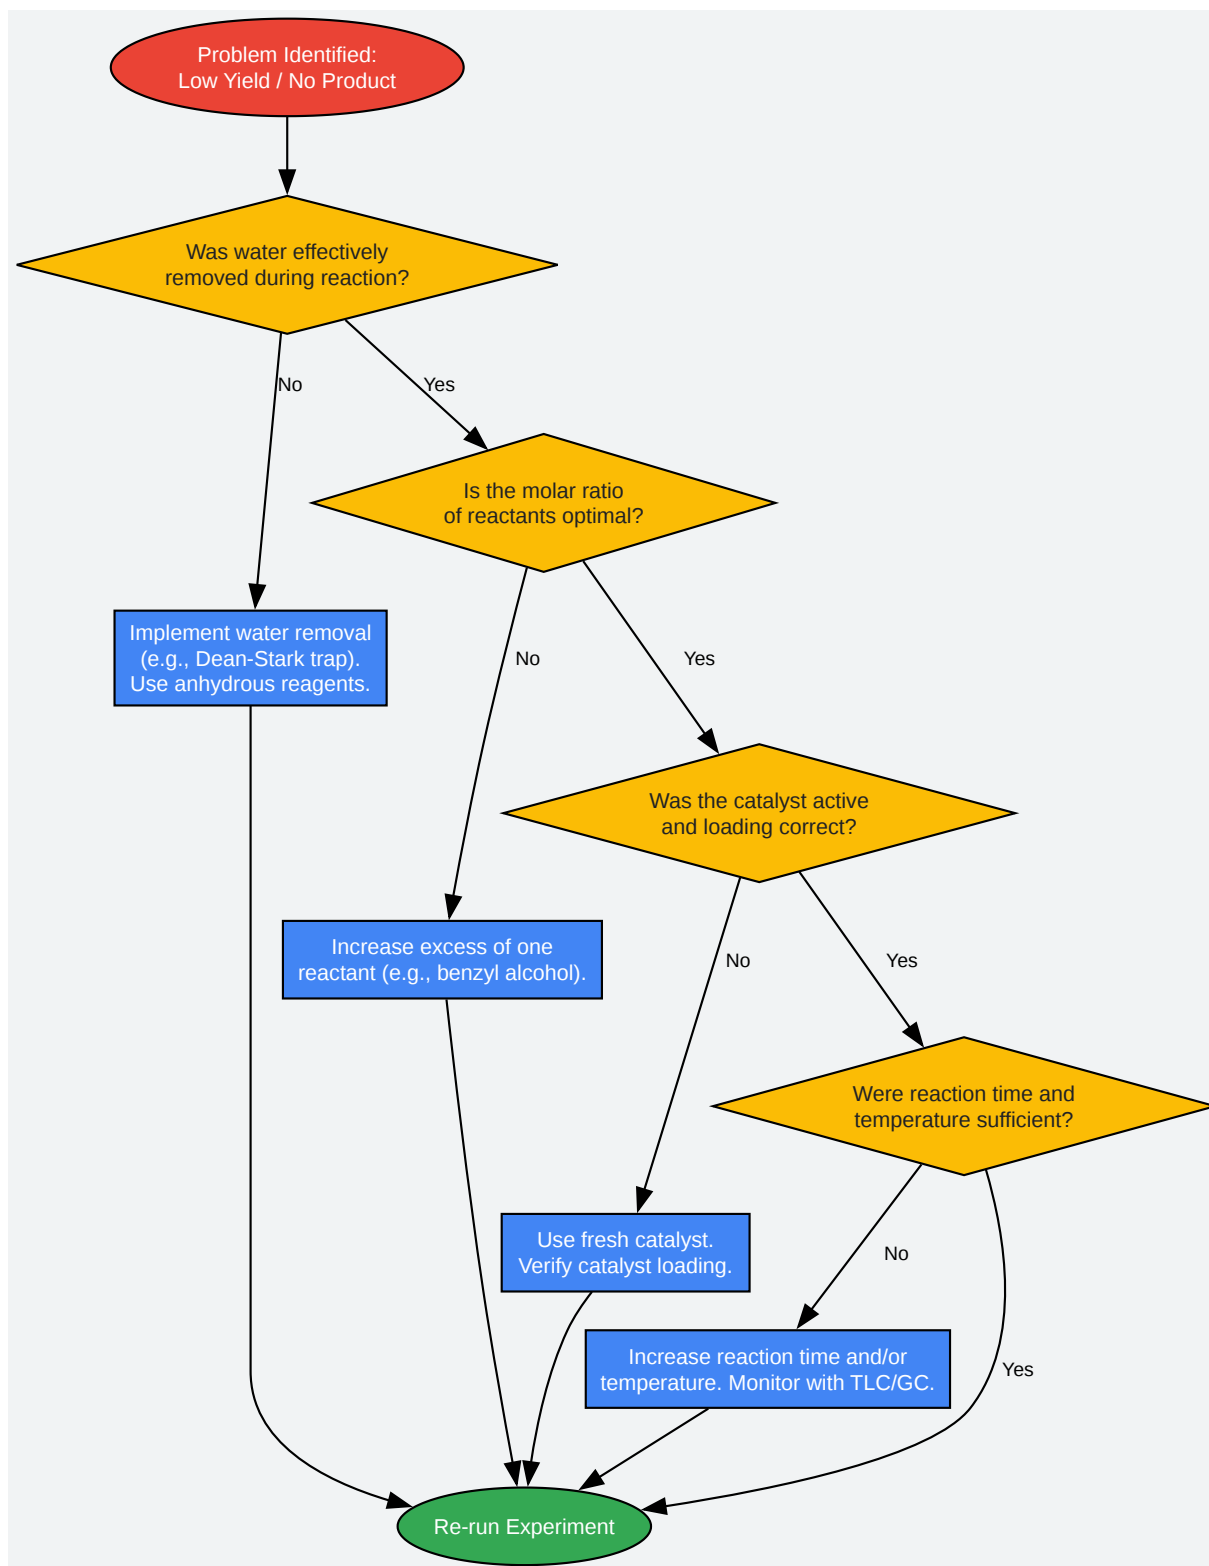 Problem Identified:
Low Yield / No Product
Was water effectively
removed during reaction?
No
Yes
Is the molar ratio
of reactants optimal?
Implement water removal
(e.g., Dean-Stark trap).
Use anhydrous reagents.
No
Yes
Was the catalyst active
and loading correct?
Increase excess of one
reactant (e.g., benzyl alcohol).
No
Yes
Were reaction time and
temperature sufficient?
Use fresh catalyst.
Verify catalyst loading.
No
Increase reaction time and/or
temperature. Monitor with TLC/GC.
Yes
Re-run Experiment